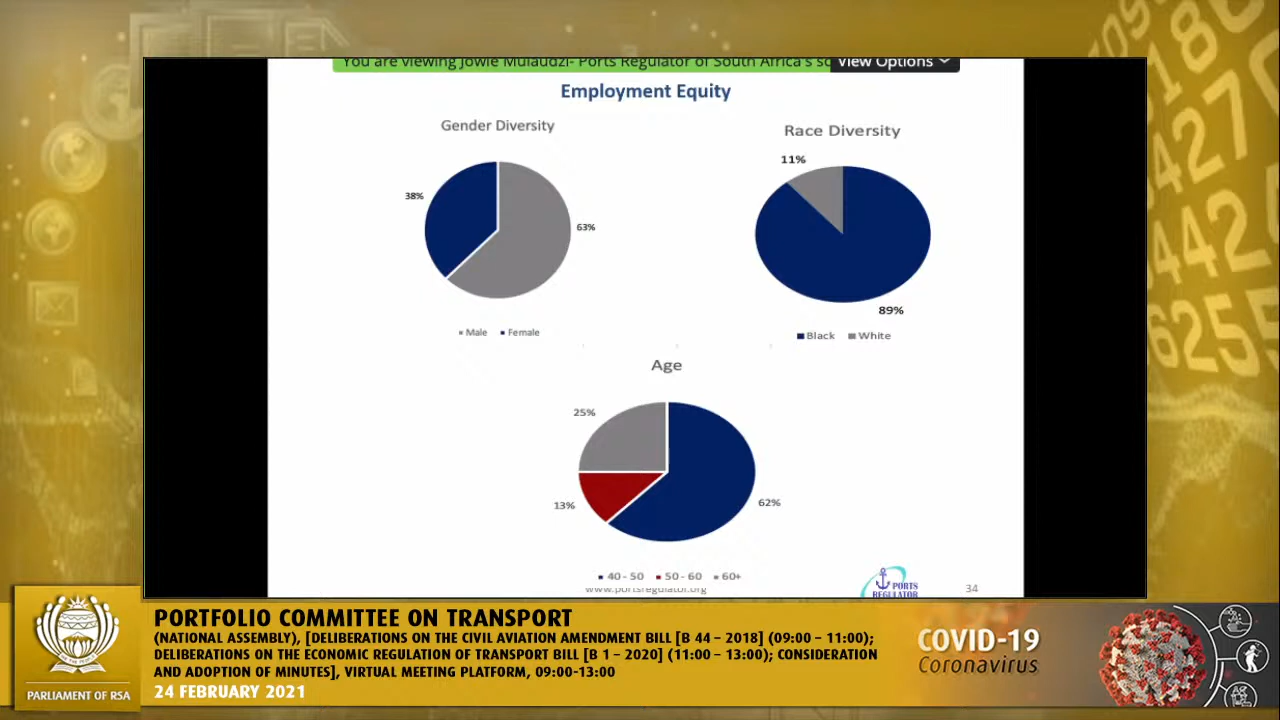 You are viewing Jowie Mulaudzi- Ports Regulator of South Africa's sc
View Options
Employment Equity
Gender Diversity
38%
63%
Male Female
Race Diversity
11%
89%
Black White
Age
25%
13%
62%
40 - 50 50 - 60 60+
www.portsregulator.org
PORTS
REGULATOR
34
PARLIAMENT OF RSA
PORTFOLIO COMMITTEE ON TRANSPORT
(NATIONAL ASSEMBLY), [DELIBERATIONS ON THE CIVIL AVIATION AMENDMENT BILL [B 44 – 2018] (09:00 – 11:00);
DELIBERATIONS ON THE ECONOMIC REGULATION OF TRANSPORT BILL [B 1 – 2020] (11:00 – 13:00); CONSIDERATION
AND ADOPTION OF MINUTES], VIRTUAL MEETING PLATFORM, 09:00-13:00
24 FEBRUARY 2021
COVID-19
Coronavirus